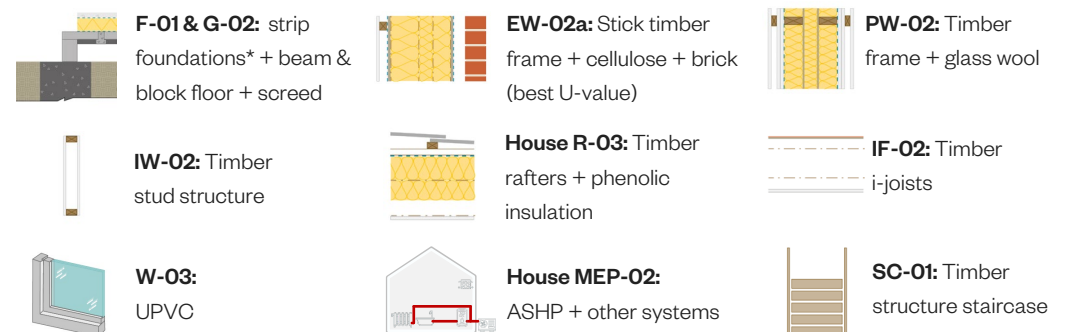 F-01 & G-02: strip
foundations* + beam &
block floor + screed
EW-02a: Stick timber
frame + cellulose + brick
(best U-value)
PW-02: Timber
frame + glass wool
IW-02: Timber
stud structure
House R-03: Timber
rafters + phenolic
insulation
IF-02: Timber
i-joists
W-03:
UPVC
House MEP-02:
ASHP + other systems
SC-01: Timber
structure staircase